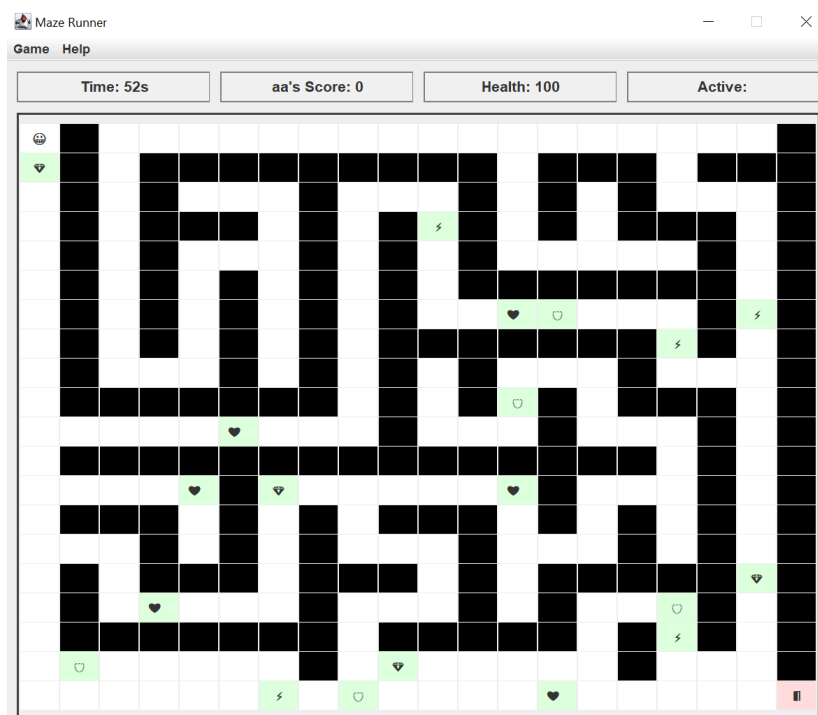 Maze Runner
Game Help
Time: 52s
aa's Score: 0
Health: 100
Active: